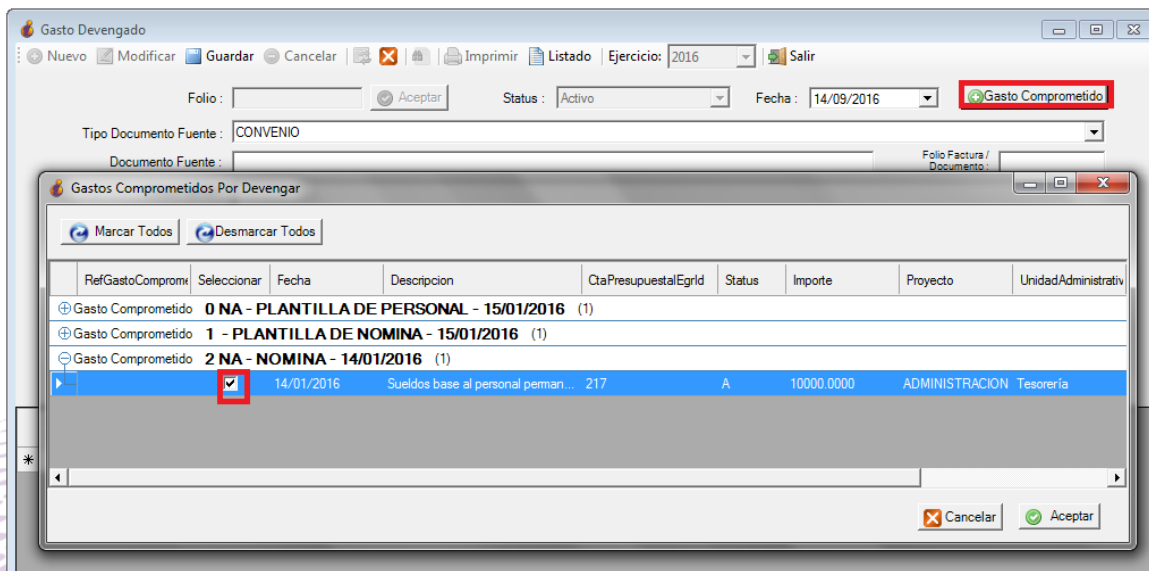 Gasto Devengado
Nuevo Modificar Guardar Cancelar Imprimir Listado Ejercicio: 2016 Salir
Folio : Aceptar Status : Activo Fecha : 14/09/2016 Gasto Comprometido
Tipo Documento Fuente : CONVENIO
Documento Fuente : Folio Factura /
Documento :
Gastos Comprometidos Por Devengar
Marcar Todos Desmarcar Todos
RefGastoComprome Seleccionar Fecha Descripcion CtaPresupuestalEgrId Status Importe Proyecto UnidadAdministrativ
Gasto Comprometido 0 NA - PLANTILLA DE PERSONAL - 15/01/2016 (1)
Gasto Comprometido 1 - PLANTILLA DE NOMINA - 15/01/2016 (1)
Gasto Comprometido 2 NA - NOMINA - 14/01/2016 (1)
14/01/2016 Sueldos base al personal perman... 217 A 10000.0000 ADMINISTRACION Tesorería
*
Cancelar Aceptar